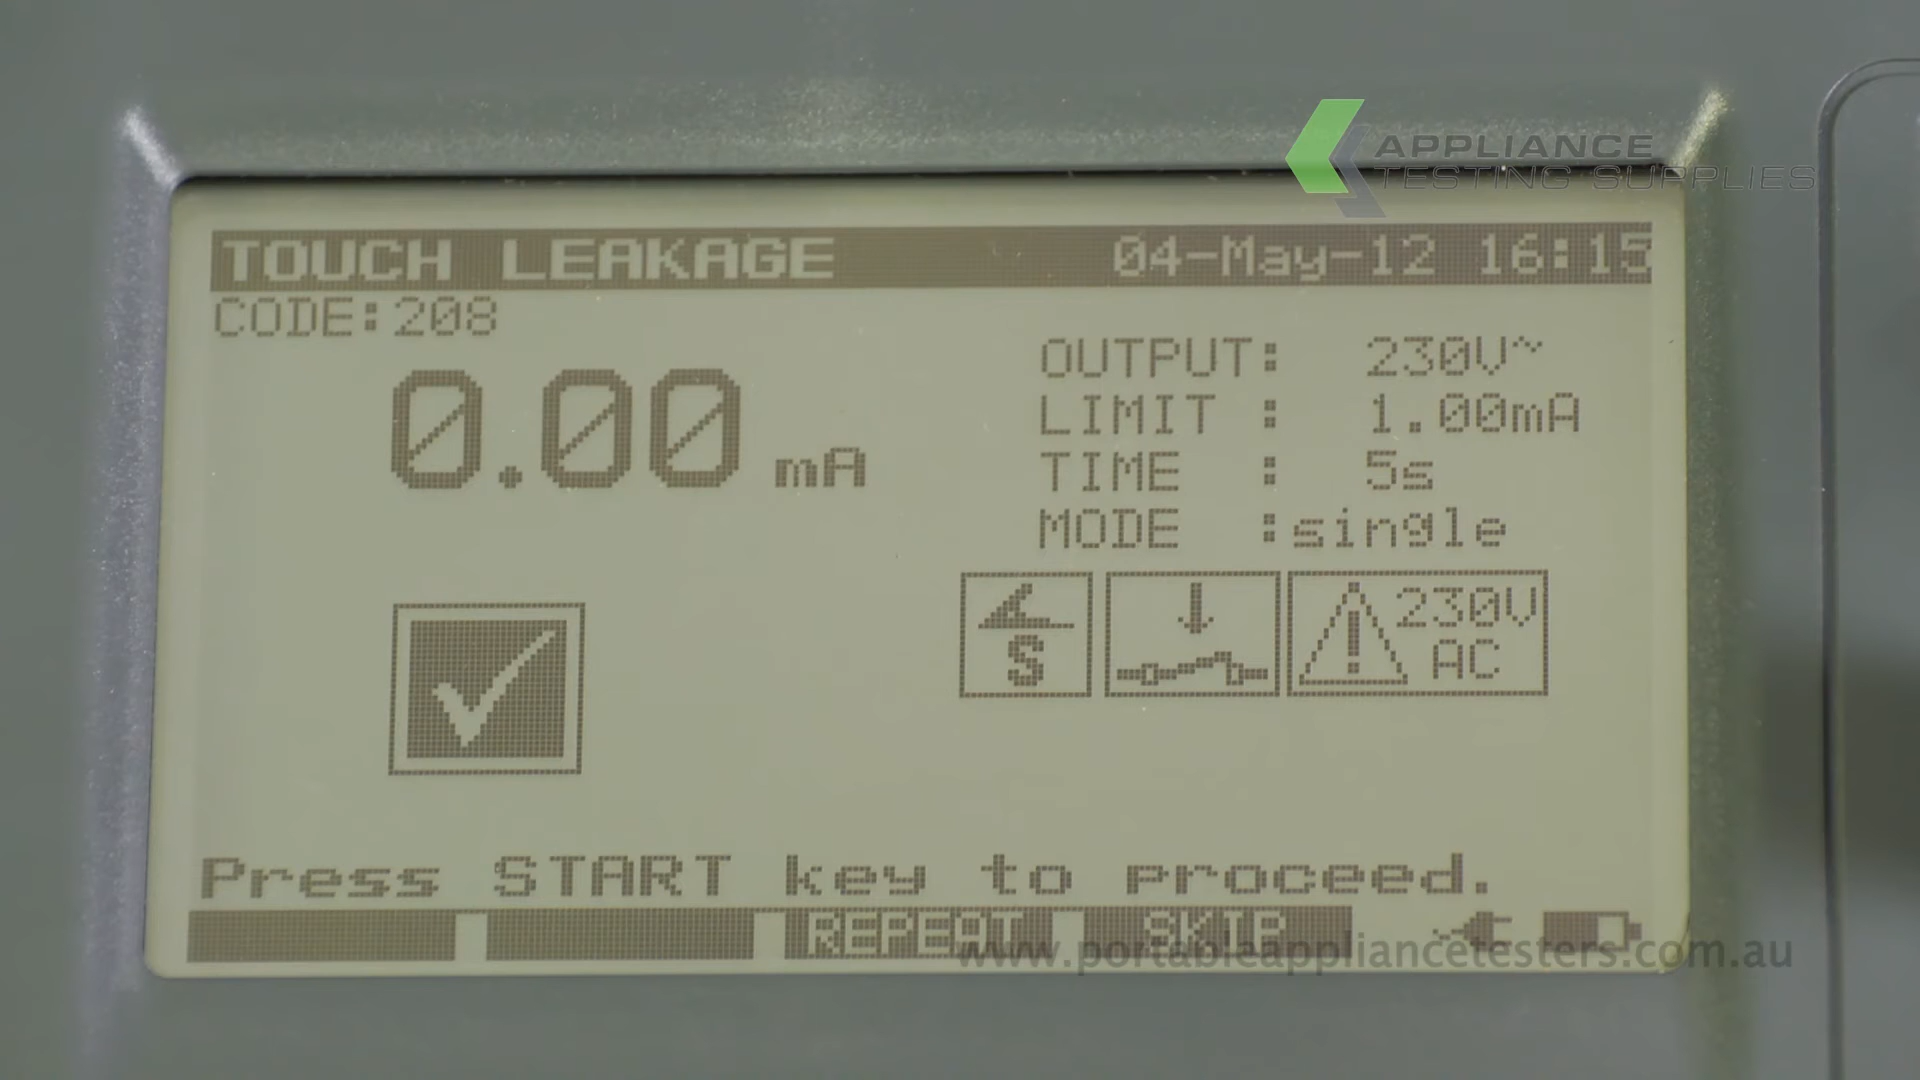 APPLIANCE
TESTING SUPPLIES
TOUCH LEAKAGE 04-May-12 16:15
CODE:208
0.00 mA
OUTPUT: 230V~
LIMIT : 1.00mA
TIME : 5s
MODE :single
S
230V
AC
Press START key to proceed.
REPEAT SKIP
www.portableappliancetesters.com.au